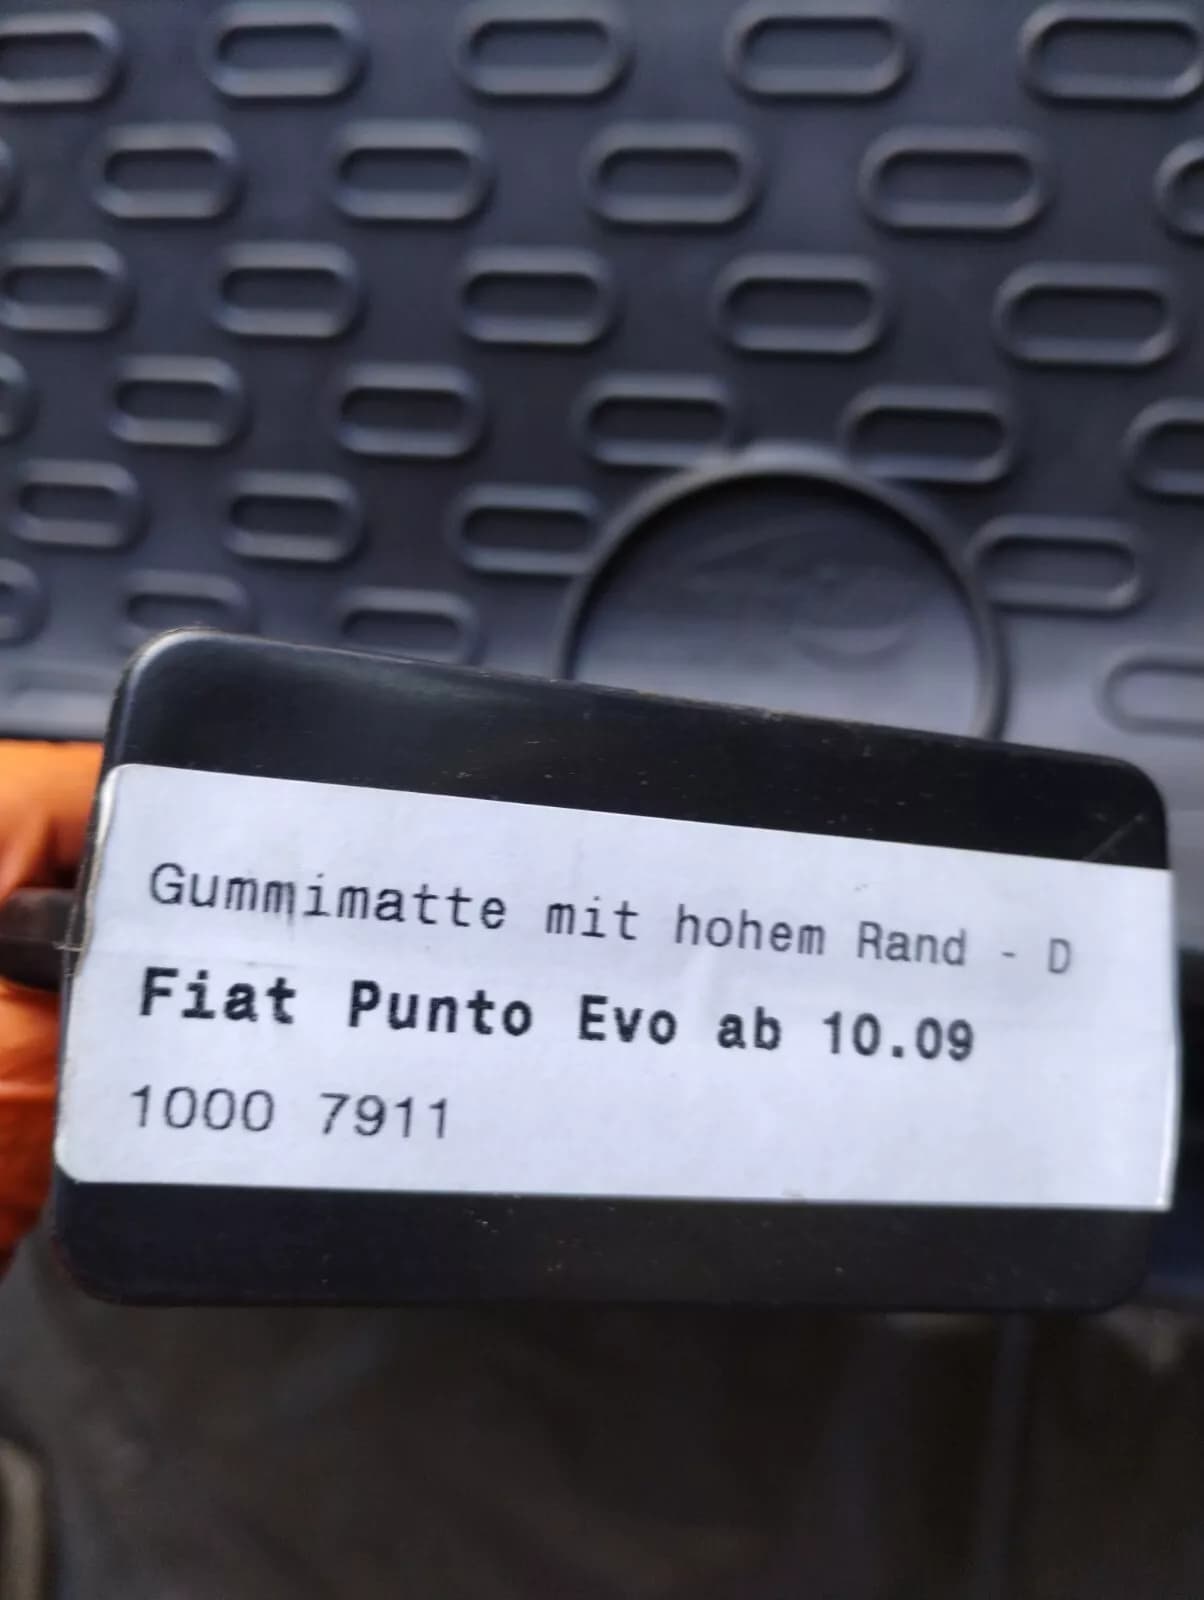 Gummimatte mit hohem Rand - D
Fiat Punto Evo ab 10.09
1000 7911